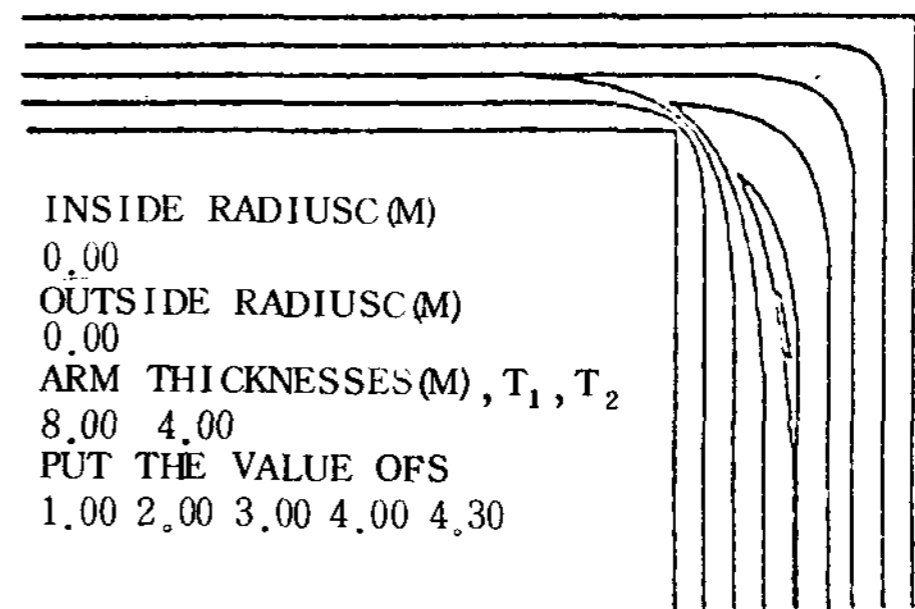 INSIDE RADIUSC(M)
0.00
OUTSIDE RADIUSC(M)
0.00
ARM THICKNESSES(M),T₁,T₂
8.00 4.00
PUT THE VALUE OFS
1.00 2.00 3.00 4.00 4.30